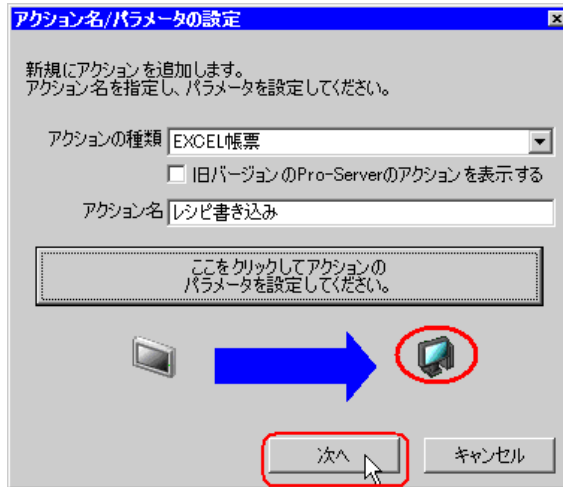 アクション名/パラメータの設定
新規にアクションを追加します。
アクション名を指定し、パラメータを設定してください。
アクションの種類 EXCEL帳票
旧バージョンのPro-Serverのアクションを表示する
アクション名 レシピ書き込み
ここをクリックしてアクションの
パラメータを設定してください。
次へ キャンセル